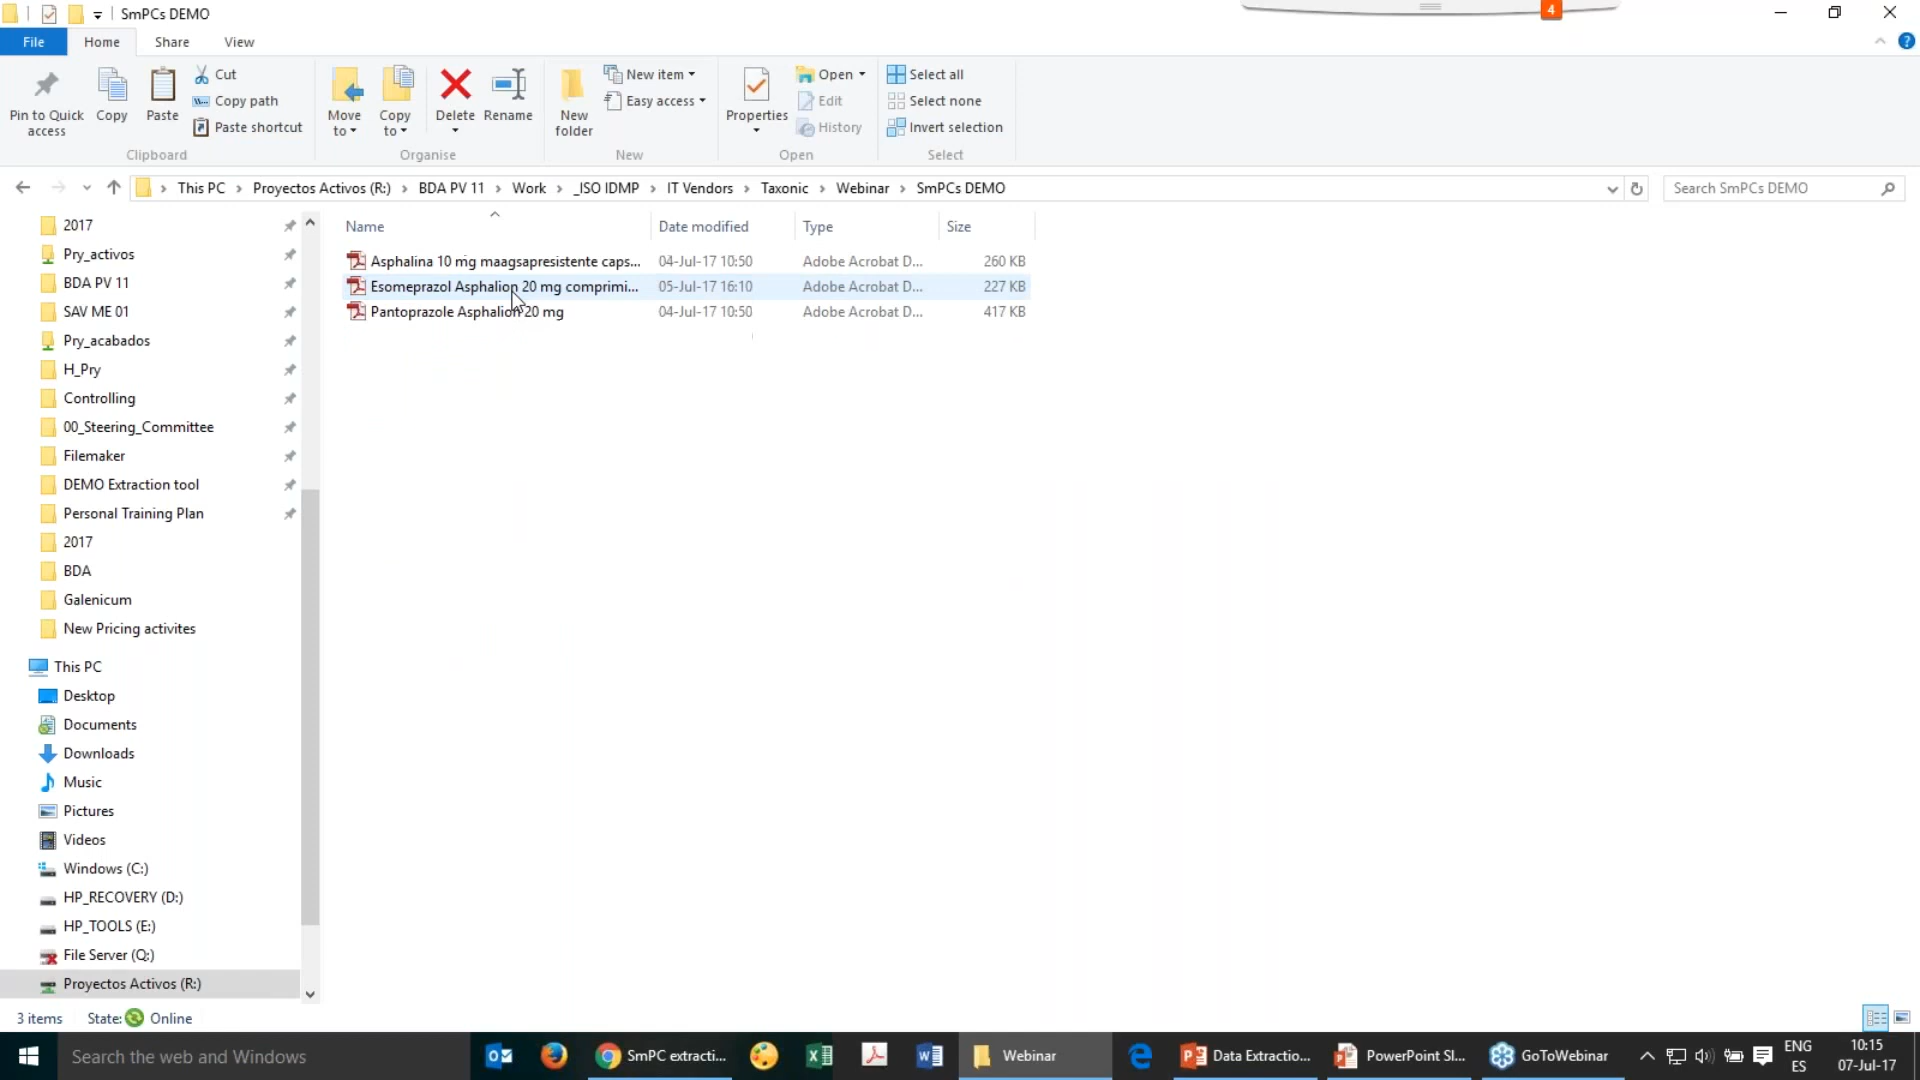 SmPCs DEMO
4
File Home Share View
Pin to Quick access
Copy
Paste
Cut
Copy path
Paste shortcut
Clipboard
Move to
Copy to
Delete
Rename
Organise
New folder
New item
Easy access
New
Properties
Open
Edit
History
Open
Select all
Select none
Invert selection
Select
This PC > Proyectos Activos (R:) > BDA PV 11 > Work > _ISO IDMP > IT Vendors > Taxonic > Webinar > SmPCs DEMO
Search SmPCs DEMO
Name Date modified Type Size
Asphalina 10 mg maagsapresistente caps... 04-Jul-17 10:50 Adobe Acrobat D... 260 KB
Esomeprazol Asphalion 20 mg comprimi... 05-Jul-17 16:10 Adobe Acrobat D... 227 KB
Pantoprazole Asphalion 20 mg 04-Jul-17 10:50 Adobe Acrobat D... 417 KB
2017
Pry_activos
BDA PV 11
SAV ME 01
Pry_acabados
H_Pry
Controlling
00_Steering_Committee
Filemaker
DEMO Extraction tool
Personal Training Plan
2017
BDA
Galenicum
New Pricing activites
This PC
Desktop
Documents
Downloads
Music
Pictures
Videos
Windows (C:)
HP_RECOVERY (D:)
HP_TOOLS (E:)
File Server (Q:)
Proyectos Activos (R:)
3 items State: Online
Search the web and Windows
SmPC extracti...
Webinar
Data Extractio...
PowerPoint Sl...
GoToWebinar
ENG
ES
10:15
07-Jul-17